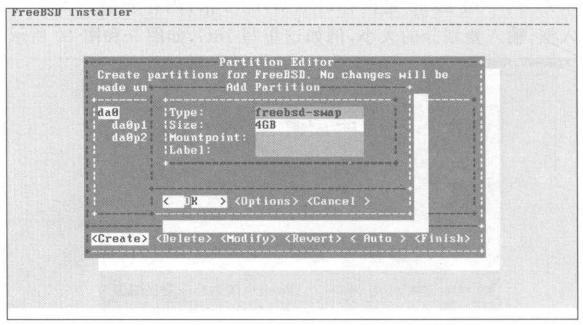 FreeBSD Installer
Partition Editor
Create partitions for FreeBSD. No changes will be
made un
Add Partition
da0
da0p1
da0p2
Type: freebsd-swap
Size: 4GB
Mountpoint:
Label:
< OK > <Options> <Cancel >
<Create> <Delete> <Modify> <Revert> < Auto > <Finish>